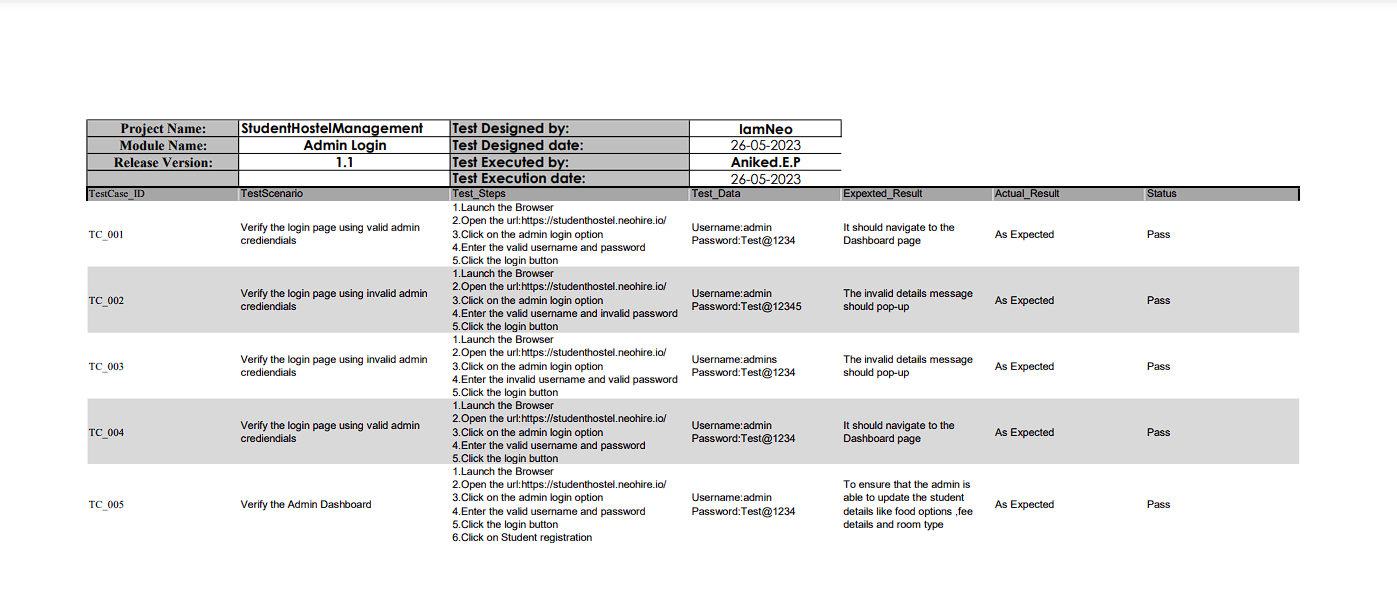 Project Name: StudentHostelManagement Test Designed by: IamNeo
Module Name: Admin Login Test Designed date: 26-05-2023
Release Version: 1.1 Test Executed by: Aniked.E.P
Test Execution date: 26-05-2023
TestCase_ID TestScenario Test_Steps Test_Data Expexted_Result Actual_Result Status
TC_001
Verify the login page using valid admin
crediendials
1.Launch the Browser
2.Open the url:https://studenthostel.neohire.io/
3.Click on the admin login option
4.Enter the valid username and password
5.Click the login button
Username:admin
Password:Test@1234
It should navigate to the
Dashboard page
As Expected
Pass
TC_002
Verify the login page using invalid admin
crediendials
1.Launch the Browser
2.Open the url:https://studenthostel.neohire.io/
3.Click on the admin login option
4.Enter the valid username and invalid password
5.Click the login button
Username:admin
Password:Test@12345
The invalid details message
should pop-up
As Expected
Pass
TC_003
Verify the login page using invalid admin
crediendials
1.Launch the Browser
2.Open the url:https://studenthostel.neohire.io/
3.Click on the admin login option
4.Enter the invalid username and valid password
5.Click the login button
Username:admins
Password:Test@1234
The invalid details message
should pop-up
As Expected
Pass
TC_004
Verify the login page using valid admin
crediendials
1.Launch the Browser
2.Open the url:https://studenthostel.neohire.io/
3.Click on the admin login option
4.Enter the valid username and password
5.Click the login button
Username:admin
Password:Test@1234
It should navigate to the
Dashboard page
As Expected
Pass
TC_005
Verify the Admin Dashboard
1.Launch the Browser
2.Open the url:https://studenthostel.neohire.io/
3.Click on the admin login option
4.Enter the valid username and password
5.Click the login button
6.Click on Student registration
Username:admin
Password:Test@1234
To ensure that the admin is
able to update the student
details like food options ,fee
details and room type
As Expected
Pass